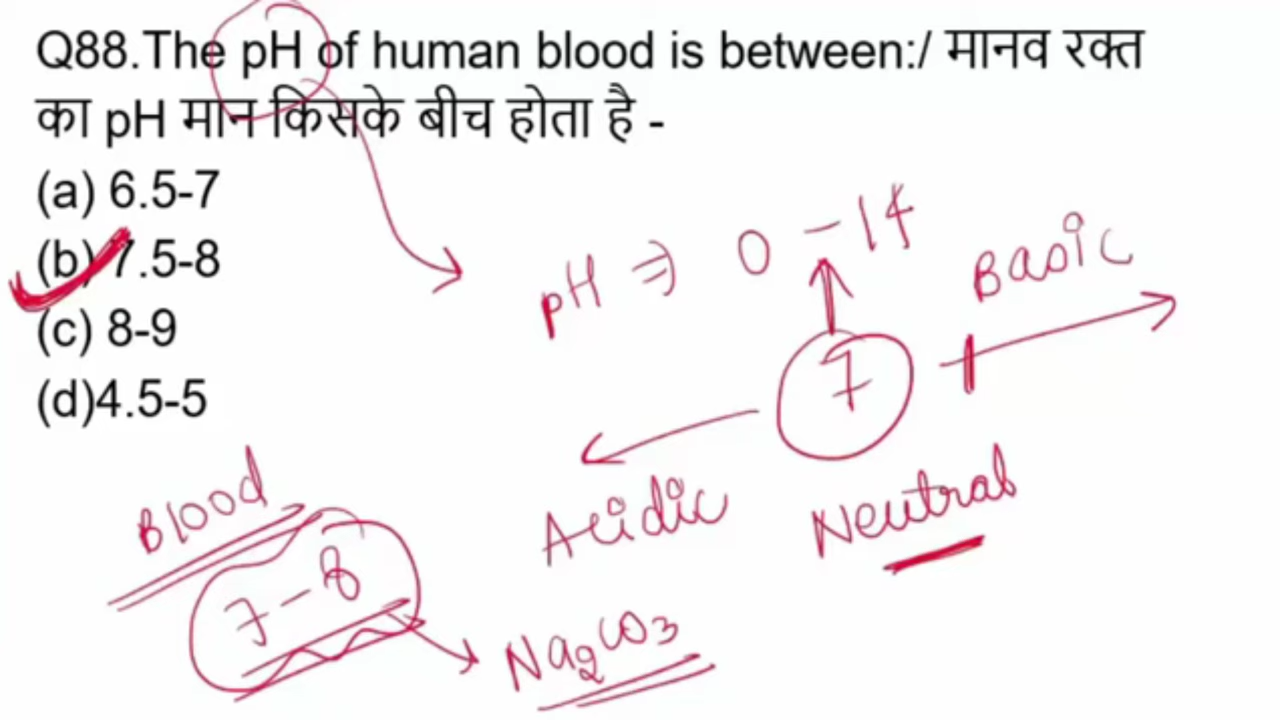 Q88.The pH of human blood is between:/ मानव रक्त
का pH मान किसके बीच होता है -
(a) 6.5-7
(b) 7.5-8
(c) 8-9
(d)4.5-5
pH ⇒ 0 - 14
Basic
7
Acidic
Neutral
Blood
7-8
Na2CO3